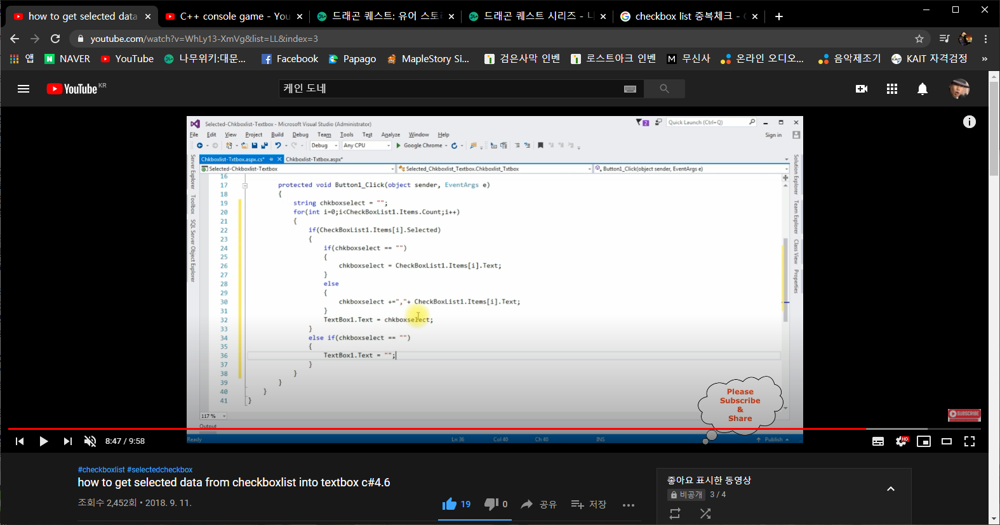 how to get selected data
C++ console game - You
드래곤 퀘스트: 유어 스토리
드래곤 퀘스트 시리즈 - 나
checkbox list 중복체크 - G
youtube.com/watch?v=WhLy13-XmVg&list=LL&index=3
앱
NAVER
YouTube
나무위키:대문...
Facebook
Papago
MapleStory Si...
검은사막 인벤
로스트아크 인벤
무신사
온라인 오디오...
음악제조기
KAIT 자격검정
»
YouTube KR
케인 도네
Selected-Chkboxlist-Textbox - Microsoft Visual Studio (Administrator)
2
Quick Launch (Ctrl+Q)
File Edit View Project Build Debug Team Tools Test Analyze Window Help
Sign in
Debug
Any CPU
Google Chrome
Chkboxlist-Txtbox.aspx.cs*
Chkboxlist-Txtbox.aspx*
Selected-Chkboxlist-Textbox
Selected_Chkboxlist_Textbox.Chkboxlist_Txtbox
Button1_Click(object sender, EventArgs e)
Server Explorer
Toolbox
SQL Server Object Explorer
Solution Explorer
Team Explorer
Class View
Properties
16
17 protected void Button1_Click(object sender, EventArgs e)
18 {
19 string chkboxselect = "";
20 for(int i=0;i<CheckBoxList1.Items.Count;i++)
21 {
22 if(CheckBoxList1.Items[i].Selected)
23 {
24 if(chkboxselect == "")
25 {
26 chkboxselect = CheckBoxList1.Items[i].Text;
27 }
28 else
29 {
30 chkboxselect +=","+ CheckBoxList1.Items[i].Text;
31 }
32 TextBox1.Text = chkboxselect;
33 }
34 else if(chkboxselect == "")
35 {
36 TextBox1.Text = "";
37 }
38 }
39 }
40 }
41 }
117 %
Output
Ready
Ln 36
Col 40
Ch 40
INS
Publish
Please
Subscribe
&
Share
SUBSCRIBE
8:47 / 9:58
HD
#checkboxlist #selectedcheckbox
how to get selected data from checkboxlist into textbox c#4.6
조회수 2,452회 • 2018. 9. 11.
19
0
공유
저장
좋아요 표시한 동영상
비공개
3 / 4